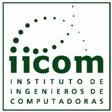 iicom
INSTITUTO
DE
INGENIEROS DE
COMPUTADORAS